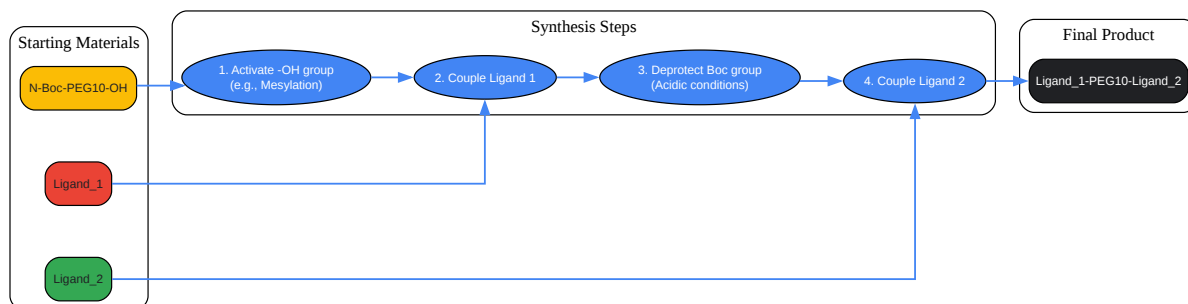 Starting Materials
N-Boc-PEG10-OH
Ligand_1
Ligand_2
Synthesis Steps
1. Activate -OH group
(e.g., Mesylation)
2. Couple Ligand 1
3. Deprotect Boc group
(Acidic conditions)
4. Couple Ligand 2
Final Product
Ligand_1-PEG10-Ligand_2